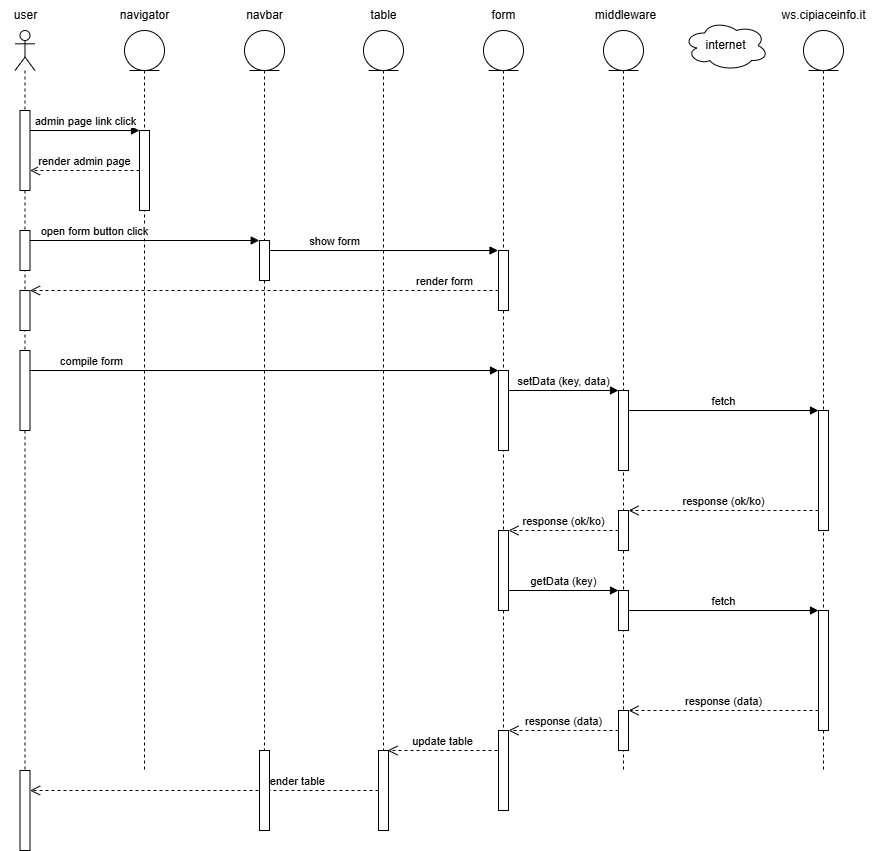 user
navigator
navbar
table
form
middleware
ws.cipiaceinfo.it
internet
admin page link click
render admin page
open form button click
show form
render form
compile form
setData (key, data)
fetch
response (ok/ko)
response (ok/ko)
getData (key)
fetch
response (data)
response (data)
update table
ender table